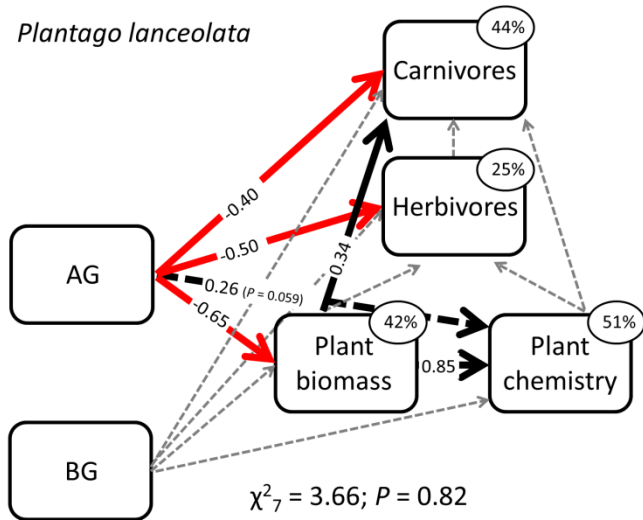 Plantago lanceolata
44%
Carnivores
25%
Herbivores
-0.40
-0.50
0.34
AG
0.26 (P = 0.059)
-0.65
42%
Plant
biomass
0.85
51%
Plant
chemistry
BG
χ²₇ = 3.66; P = 0.82